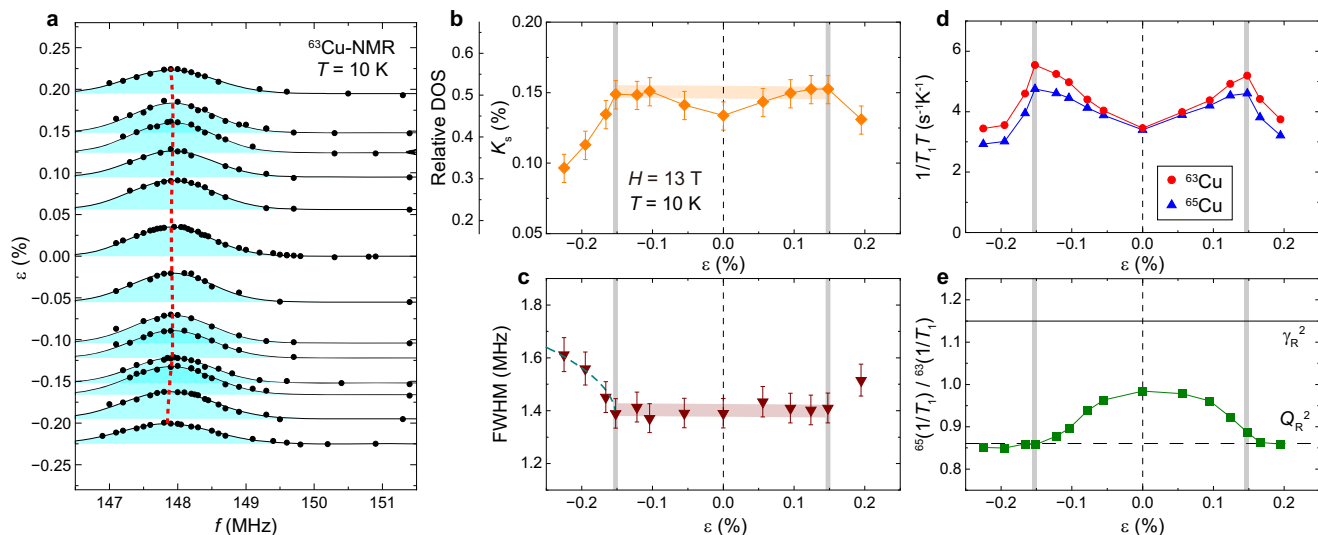 a
⁶³Cu-NMR
T = 10 K
0.25
0.20
0.15
0.10
0.05
0.00
−0.05
−0.10
−0.15
−0.20
−0.25
ε (%)
147 148 149 150 151
f (MHz)
b
Relative DOS
0.6
0.5
0.4
0.3
0.2
Kₛ (%)
0.20
0.15
0.10
0.05
H = 13 T
T = 10 K
−0.2 −0.1 0.0 0.1 0.2
ε (%)
c
FWHM (MHz)
1.8
1.6
1.4
1.2
−0.2 −0.1 0.0 0.1 0.2
ε (%)
d
1/T₁T (s⁻¹K⁻¹)
6
4
2
0
⁶³Cu
⁶⁵Cu
−0.2 −0.1 0.0 0.1 0.2
ε (%)
e
⁶⁵(1/T₁) / ⁶³(1/T₁)
1.2
1.1
1.0
0.9
0.8
γ_R²
Q_R²
−0.2 −0.1 0.0 0.1 0.2
ε (%)